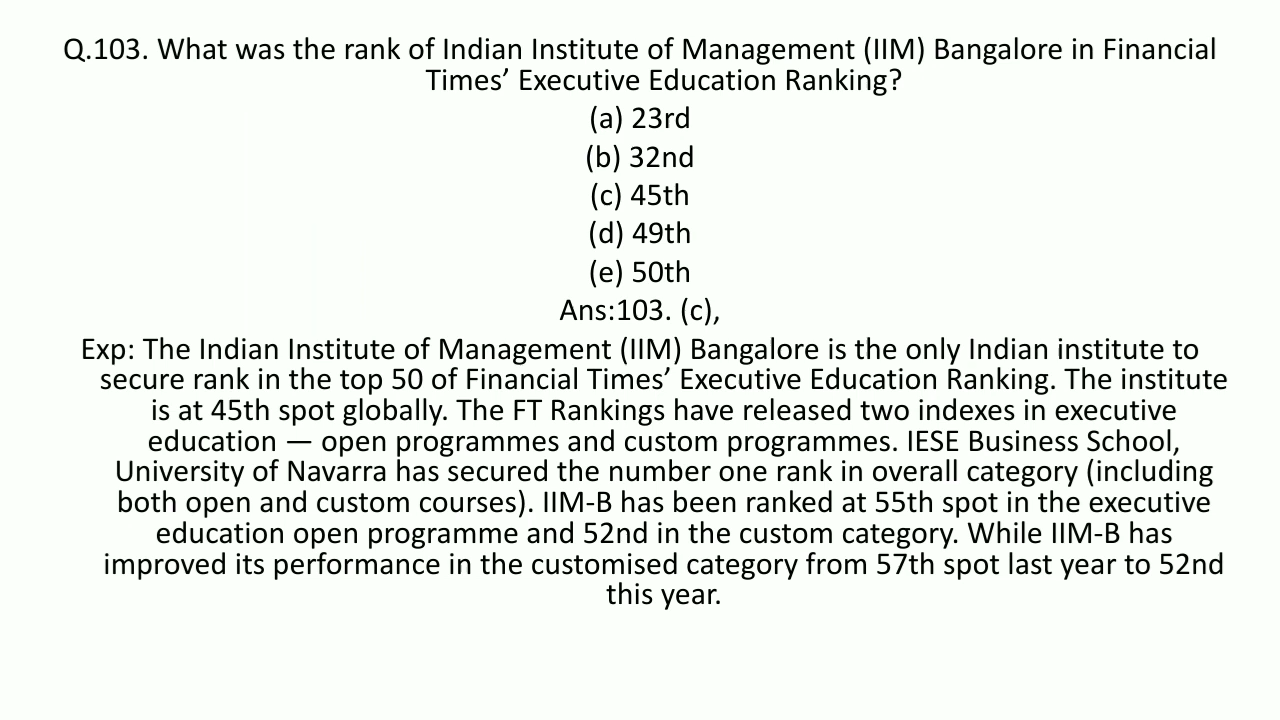 Q.103. What was the rank of Indian Institute of Management (IIM) Bangalore in Financial
Times’ Executive Education Ranking?
(a) 23rd
(b) 32nd
(c) 45th
(d) 49th
(e) 50th
Ans:103. (c),
Exp: The Indian Institute of Management (IIM) Bangalore is the only Indian institute to
secure rank in the top 50 of Financial Times’ Executive Education Ranking. The institute
is at 45th spot globally. The FT Rankings have released two indexes in executive
education — open programmes and custom programmes. IESE Business School,
University of Navarra has secured the number one rank in overall category (including
both open and custom courses). IIM-B has been ranked at 55th spot in the executive
education open programme and 52nd in the custom category. While IIM-B has
improved its performance in the customised category from 57th spot last year to 52nd
this year.